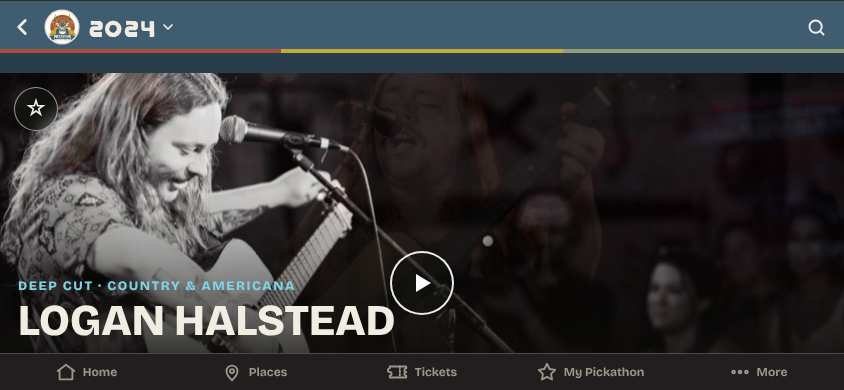 2024
DEEP CUT · COUNTRY & AMERICANA
LOGAN HALSTEAD
Home
Places
Tickets
My Pickathon
More